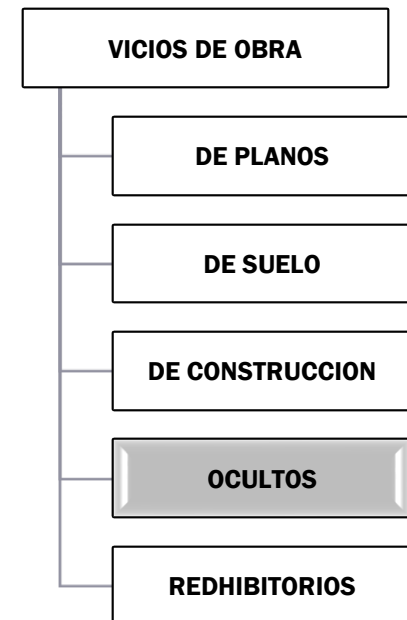 VICIOS DE OBRA
DE PLANOS
DE SUELO
DE CONSTRUCCION
OCULTOS
REDHIBITORIOS